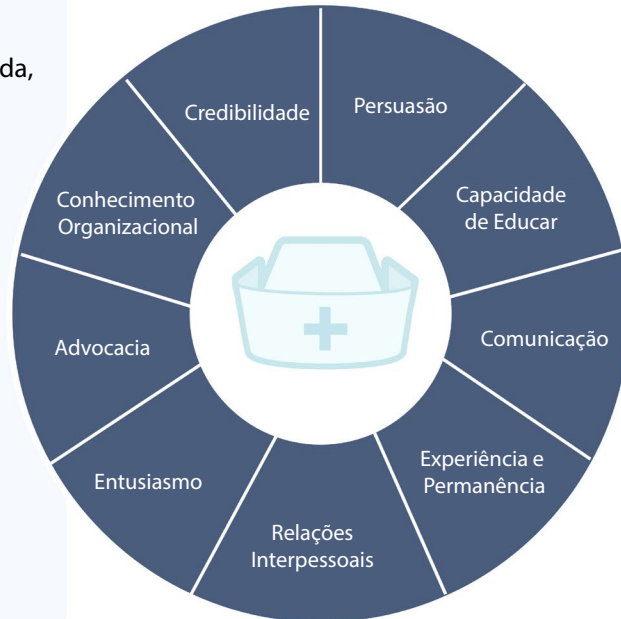 da,
Credibilidade
Persuasão
Capacidade
de Educar
Comunicação
Experiência e
Permanência
Relações
Interpessoais
Entusiasmo
Advocacia
Conhecimento
Organizacional